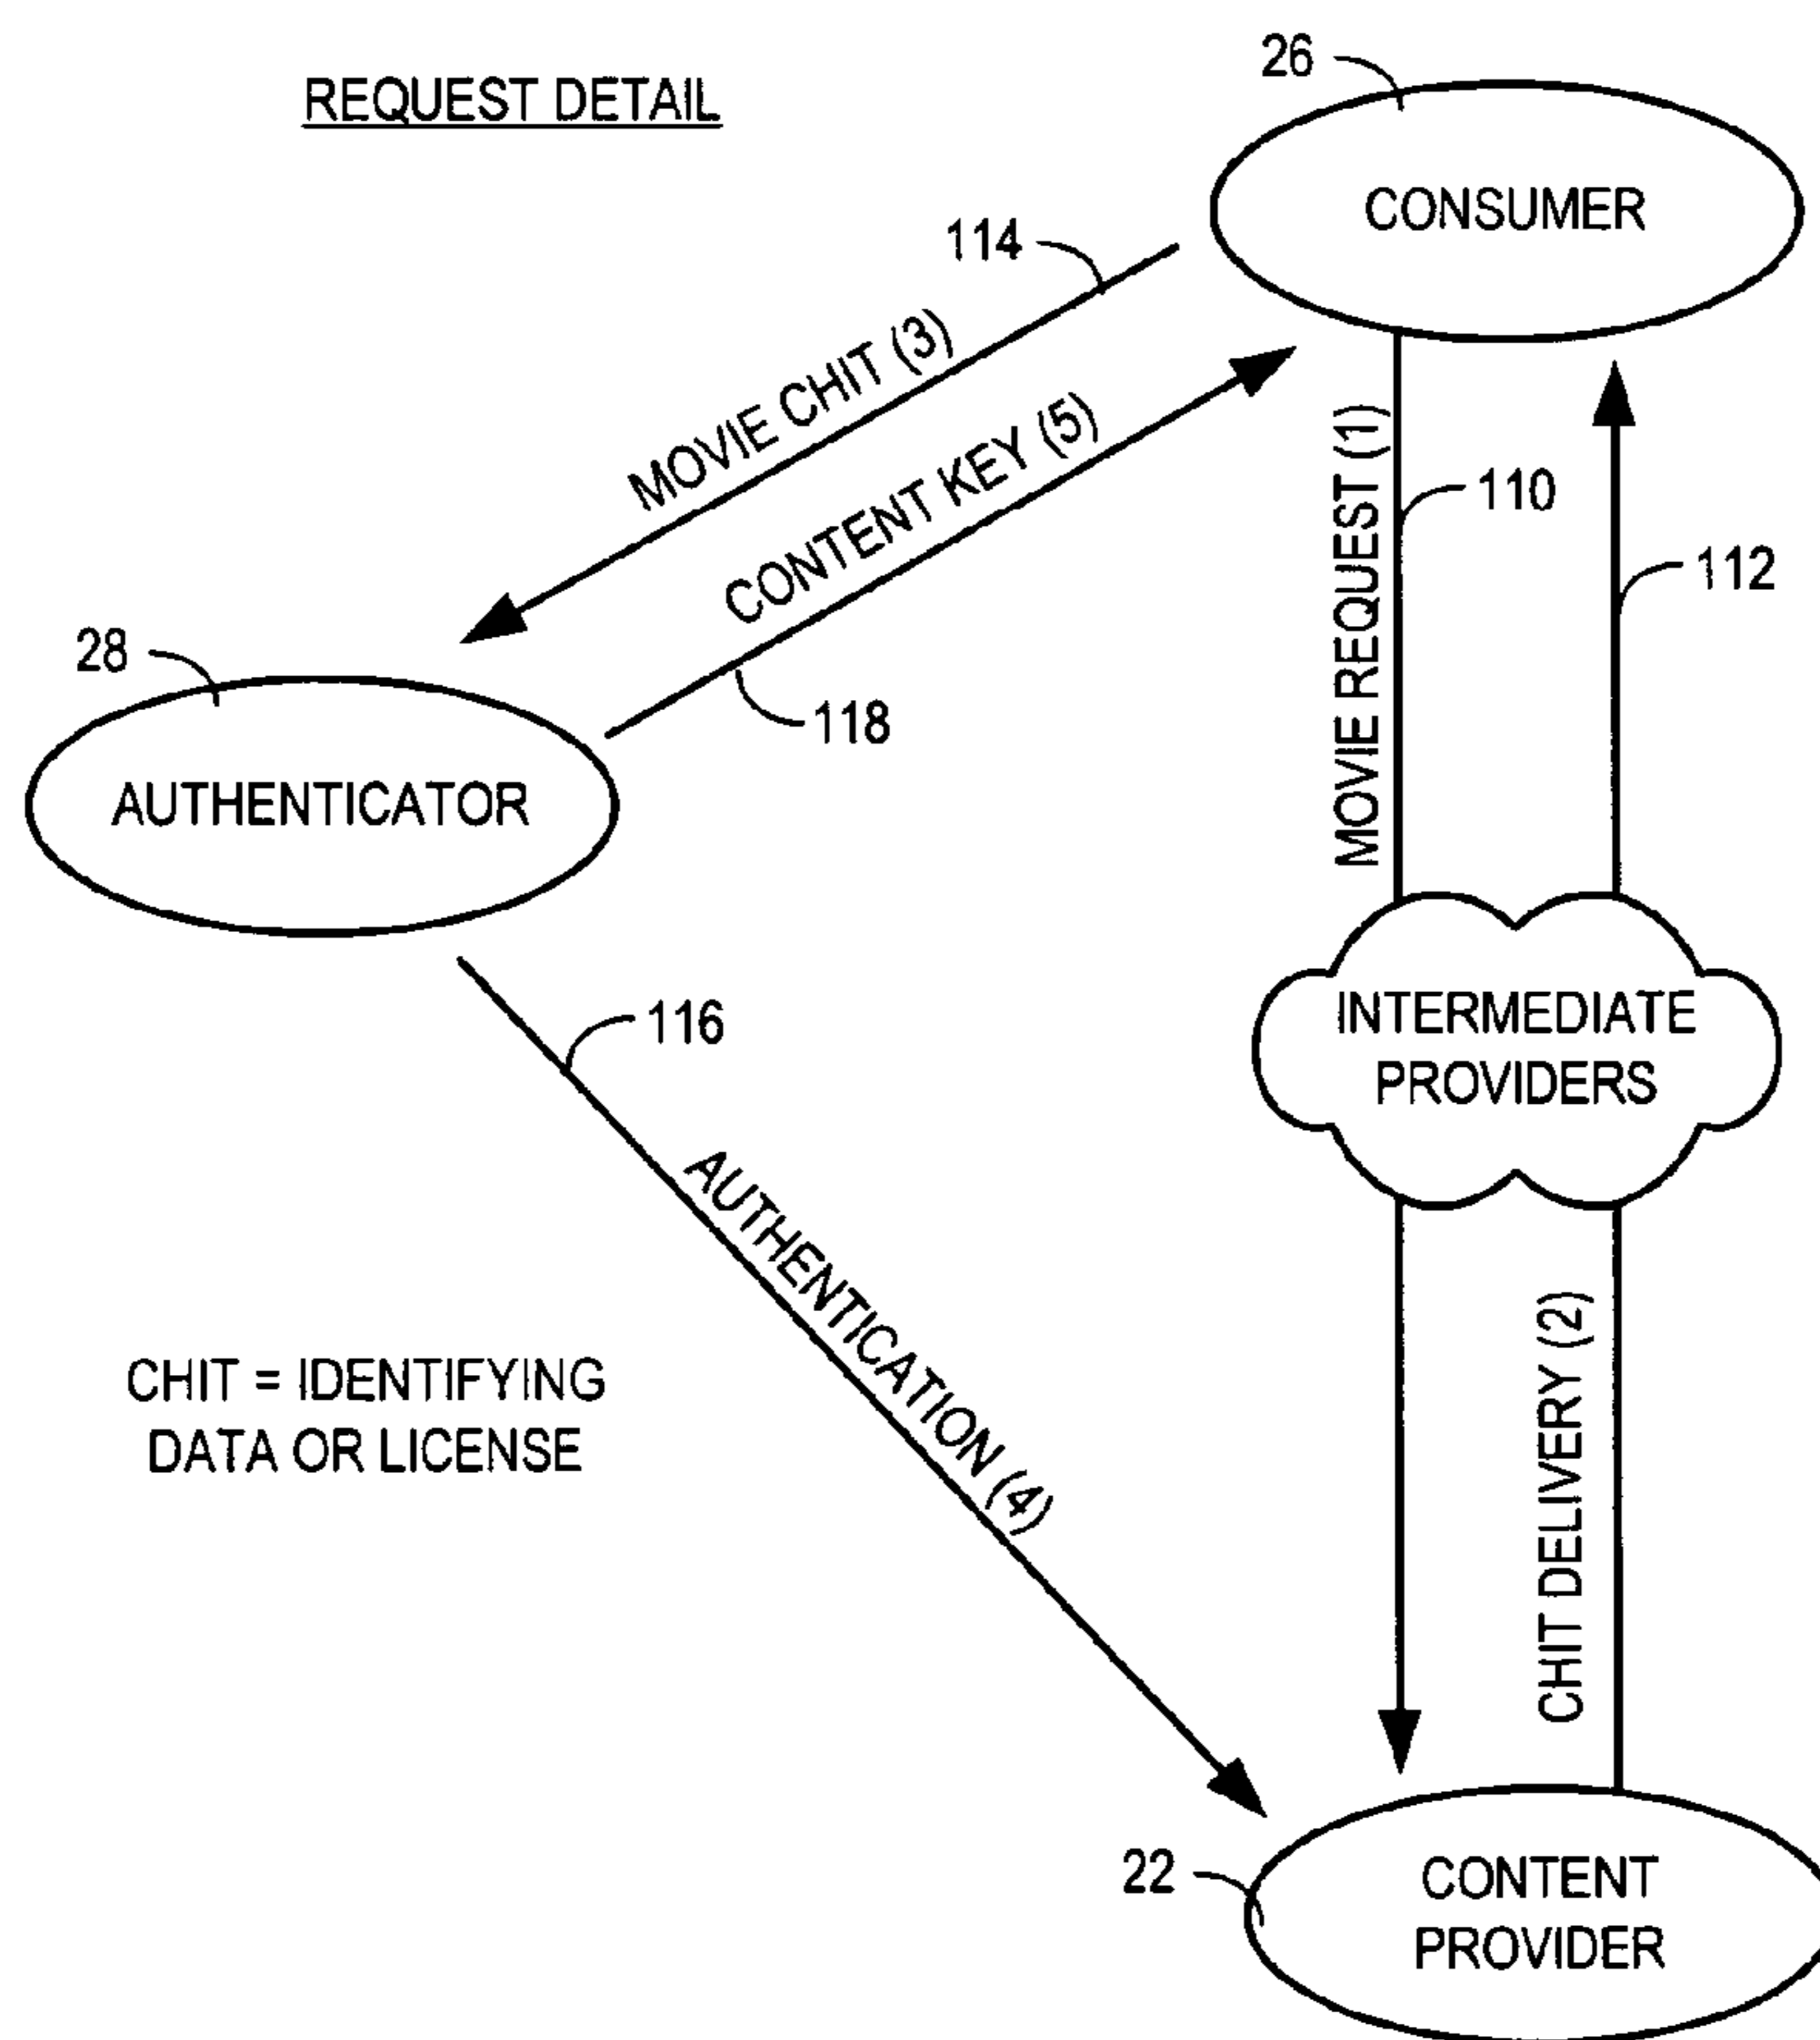 REQUEST DETAIL
26
CONSUMER
114
MOVIE CHIT (3)
CONTENT KEY (5)
MOVIE REQUEST (1)
110
112
28
118
AUTHENTICATOR
INTERMEDIATE
PROVIDERS
116
AUTHENTICATION (4)
CHIT DELIVERY (2)
CHIT = IDENTIFYING
DATA OR LICENSE
22
CONTENT
PROVIDER